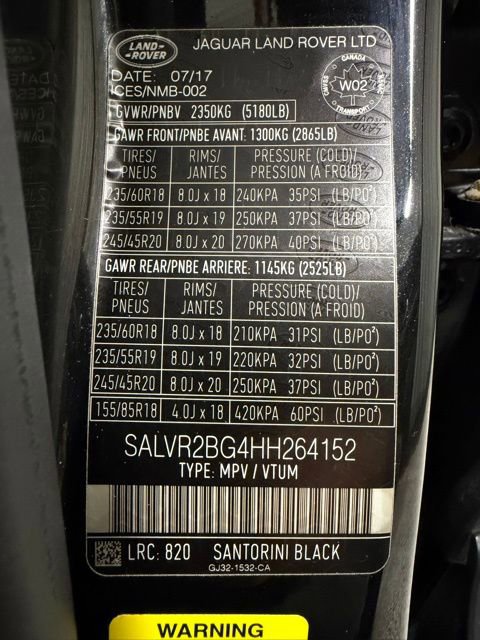 LAND-
ROVER
JAGUAR LAND ROVER LTD
DATE: 07/17
ICES/NMB-002
CANADA
W02
TRANSPORT
GVWR/PNBV 2350KG (5180LB)
GAWR FRONT/PNBE AVANT: 1300KG (2865LB)
TIRES/ RIMS/ PRESSURE (COLD)/
PNEUS JANTES PRESSION (A FROID)
235/60R18 8.0J x 18 240KPA 35PSI (LB/PO²)
235/55R19 8.0J x 19 250KPA 37PSI (LB/PO²)
245/45R20 8.0J x 20 270KPA 40PSI (LB/PO²)
GAWR REAR/PNBE ARRIERE: 1145KG (2525LB)
TIRES/ RIMS/ PRESSURE (COLD)/
PNEUS JANTES PRESSION (A FROID)
235/60R18 8.0J x 18 210KPA 31PSI (LB/PO²)
235/55R19 8.0J x 19 220KPA 32PSI (LB/PO²)
245/45R20 8.0J x 20 250KPA 37PSI (LB/PO²)
155/85R18 4.0J x 18 420KPA 60PSI (LB/PO²)
SALVR2BG4HH264152
TYPE: MPV / VTUM
LRC: 820 SANTORINI BLACK
GJ32-1532-CA
WARNING